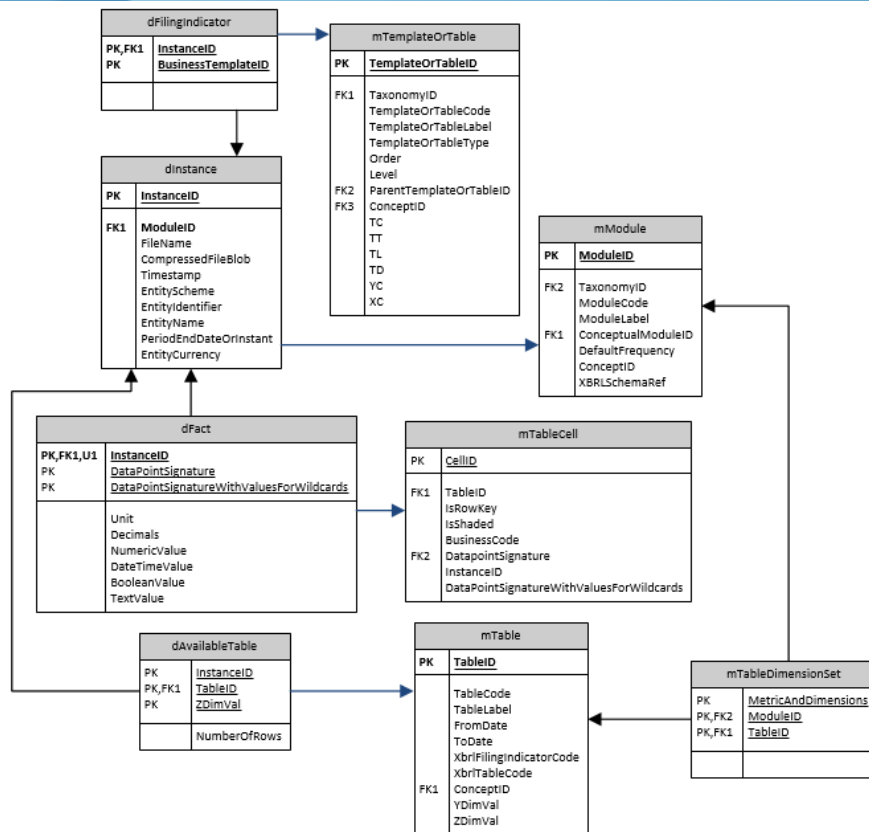 dFilingIndicator
PK,FK1 InstanceID
PK BusinessTemplateID
mTemplateOrTable
PK TemplateOrTableID
FK1 TaxonomyID
TemplateOrTableCode
TemplateOrTableLabel
TemplateOrTableType
Order
Level
FK2 ParentTemplateOrTableID
FK3 ConceptID
TC
TT
TL
TD
YC
XC
dInstance
PK InstanceID
FK1 ModuleID
FileName
CompressedFileBlob
Timestamp
EntityScheme
EntityIdentifier
EntityName
PeriodEndDateOrInstant
EntityCurrency
mModule
PK ModuleID
FK2 TaxonomyID
ModuleCode
ModuleLabel
FK1 ConceptualModuleID
DefaultFrequency
ConceptID
XBRLSchemaRef
dFact
PK,FK1,U1 InstanceID
PK DataPointSignature
PK DataPointSignatureWithValuesForWildcards
Unit
Decimals
NumericValue
DateTimeValue
BooleanValue
TextValue
mTableCell
PK CellID
FK1 TableID
IsRowKey
IsShaded
BusinessCode
FK2 DatapointSignature
InstanceID
DataPointSignatureWithValuesForWildcards
dAvailableTable
PK InstanceID
PK,FK1 TableID
PK ZDimVal
NumberOfRows
mTable
PK TableID
TableCode
TableLabel
FromDate
ToDate
XbrlFilingIndicatorCode
XbrlTableCode
FK1 ConceptID
YDimVal
ZDimVal
mTableDimensionSet
PK MetricAndDimensions
PK,FK2 ModuleID
PK,FK1 TableID